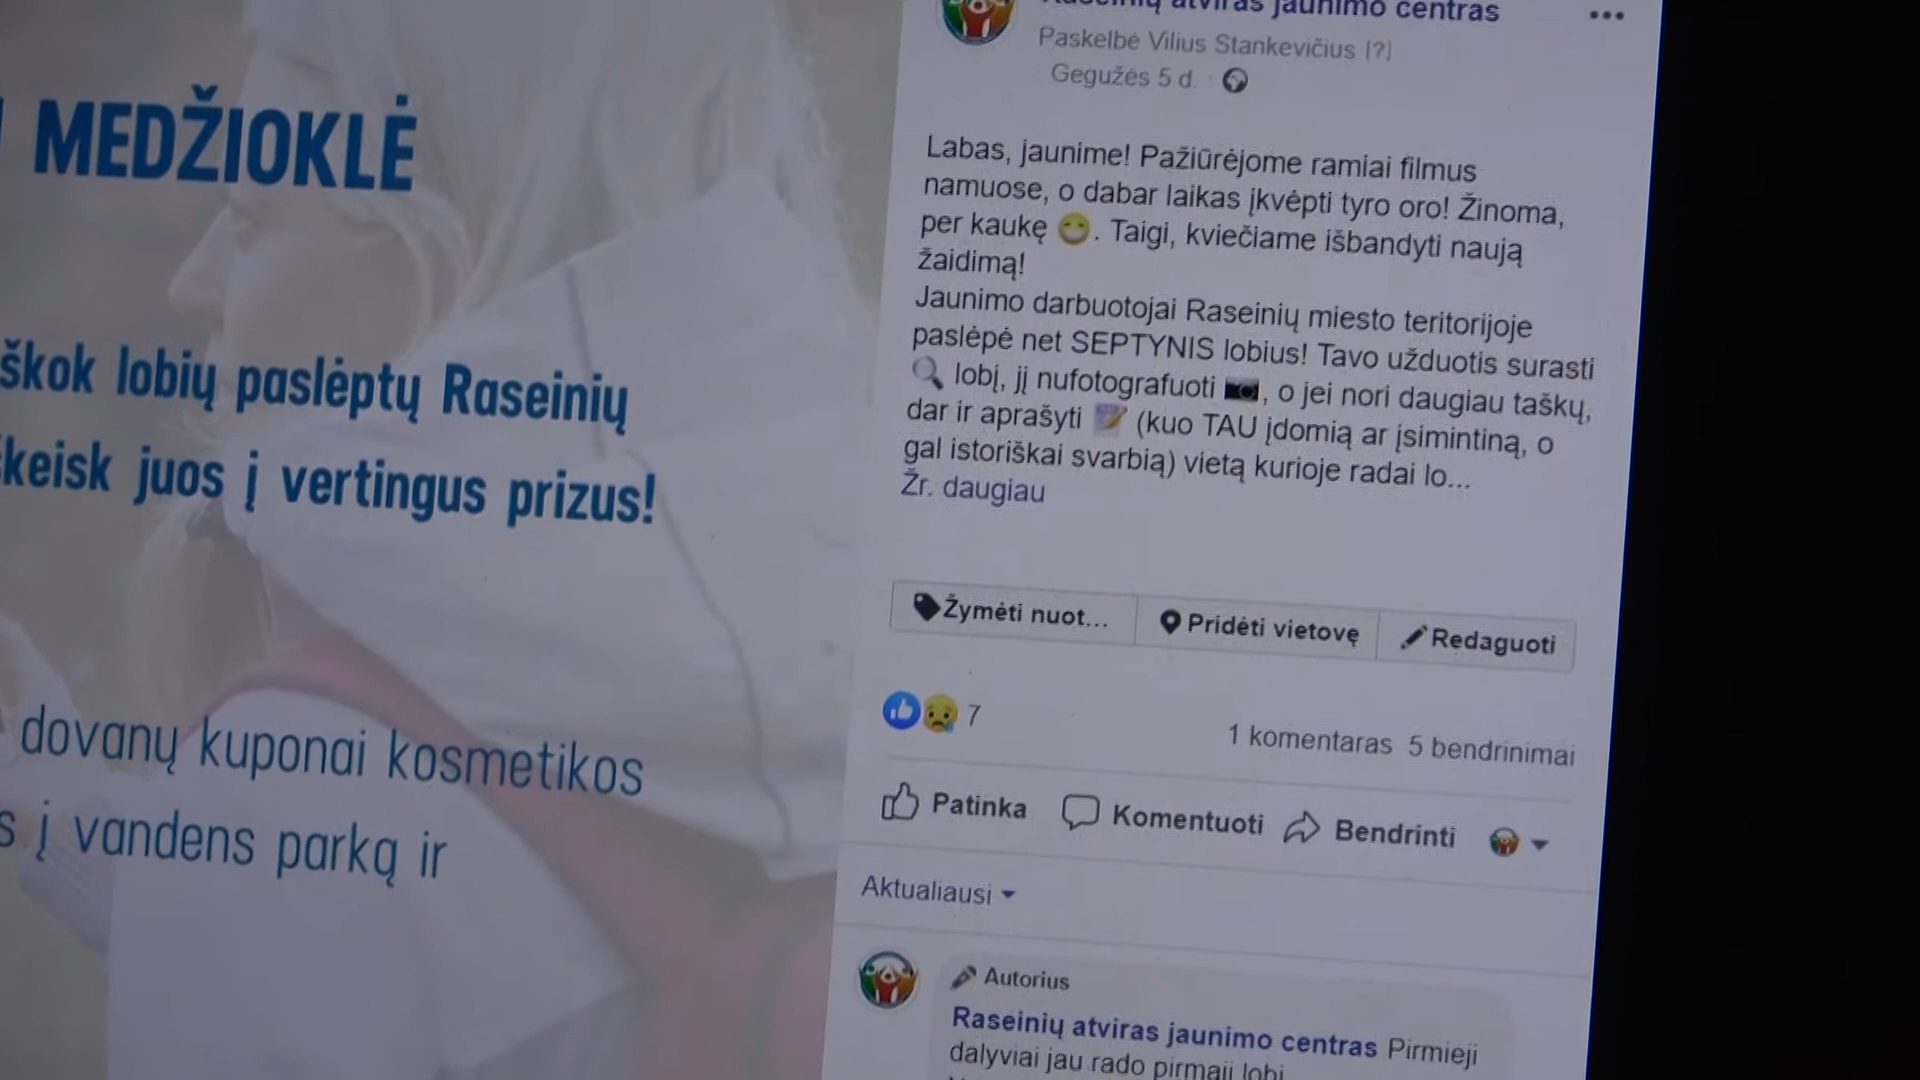 MEDŽIOKLĖ
škok lobių paslėptų Raseinių
keisk juos į vertingus prizus!
dovanų kuponai kosmetikos
s į vandens parką ir
Raseinių atviras jaunimo centras
Paskelbė Vilius Stankevičius [?]
Gegužės 5 d.
Labas, jaunime! Pažiūrėjome ramiai filmus
namuose, o dabar laikas įkvėpti tyro oro! Žinoma,
per kaukę 😷. Taigi, kviečiame išbandyti naują
žaidimą!
Jaunimo darbuotojai Raseinių miesto teritorijoje
paslėpė net SEPTYNIS lobius! Tavo užduotis surasti
🔍 lobį, jį nufotografuoti 📷, o jei nori daugiau taškų,
dar ir aprašyti 📝 (kuo TAU įdomią ar įsimintiną, o
gal istoriškai svarbią) vietą kurioje radai lo...
Žr. daugiau
Žymėti nuot...
Pridėti vietovę
Redaguoti
7
1 komentaras 5 bendrinimai
Patinka
Komentuoti
Bendrinti
Aktualiausi
Autorius
Raseinių atviras jaunimo centras Pirmieji
dalyviai jau rado pirmąjį lobį